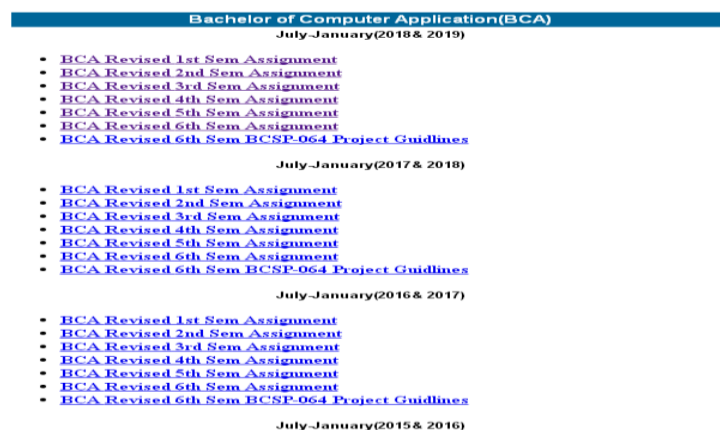 Bachelor of Computer Application(BCA)
July-January(2018& 2019)
BCA Revised 1st Sem Assignment
BCA Revised 2nd Sem Assignment
BCA Revised 3rd Sem Assignment
BCA Revised 4th Sem Assignment
BCA Revised 5th Sem Assignment
BCA Revised 6th Sem Assignment
BCA Revised 6th Sem BCSP-064 Project Guidlines
July-January(2017& 2018)
BCA Revised 1st Sem Assignment
BCA Revised 2nd Sem Assignment
BCA Revised 3rd Sem Assignment
BCA Revised 4th Sem Assignment
BCA Revised 5th Sem Assignment
BCA Revised 6th Sem Assignment
BCA Revised 6th Sem BCSP-064 Project Guidlines
July-January(2016& 2017)
BCA Revised 1st Sem Assignment
BCA Revised 2nd Sem Assignment
BCA Revised 3rd Sem Assignment
BCA Revised 4th Sem Assignment
BCA Revised 5th Sem Assignment
BCA Revised 6th Sem Assignment
BCA Revised 6th Sem BCSP-064 Project Guidlines
July-January(2015& 2016)